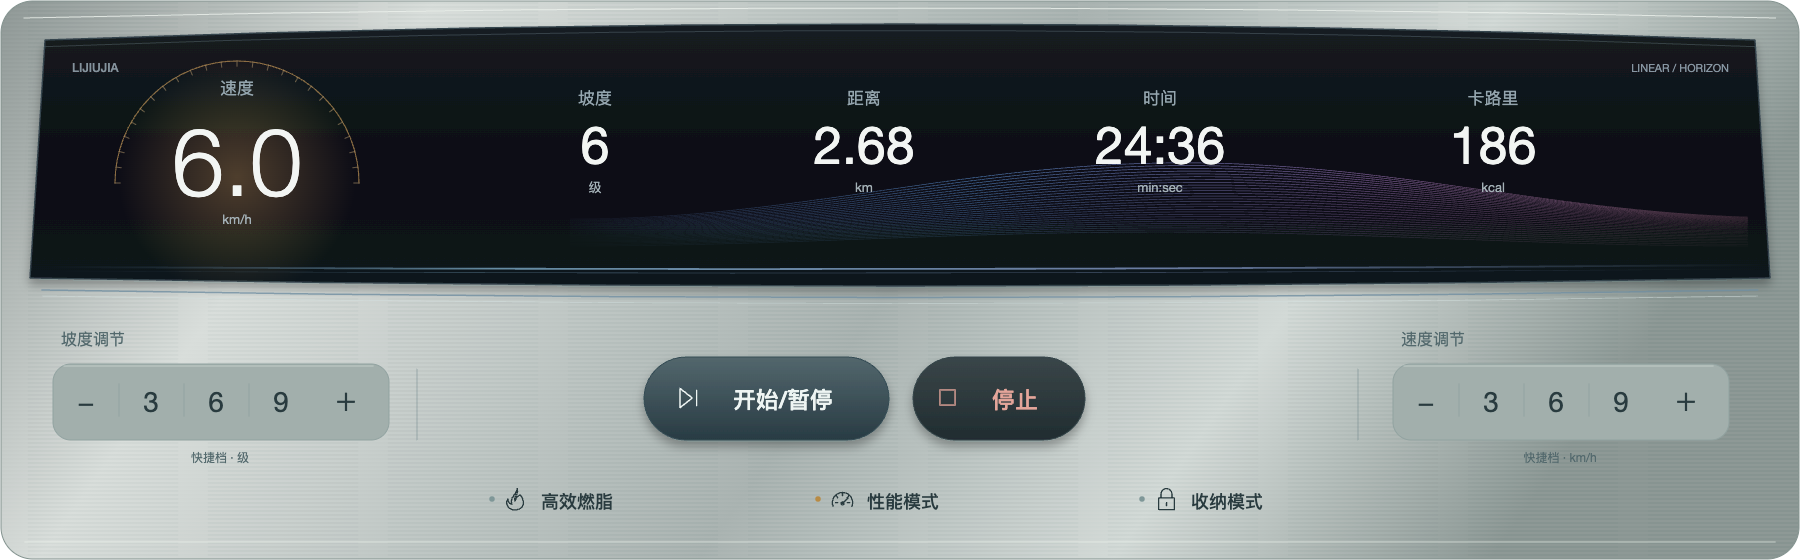 LIJIUJIA
LINEAR / HORIZON
速度
6.0
km/h
坡度
6
级
距离
2.68
km
时间
24:36
min:sec
卡路里
186
kcal
坡度调节
− 3 6 9 +
快捷档 · 级
开始/暂停
停止
速度调节
− 3 6 9 +
快捷档 · km/h
高效燃脂
性能模式
收纳模式